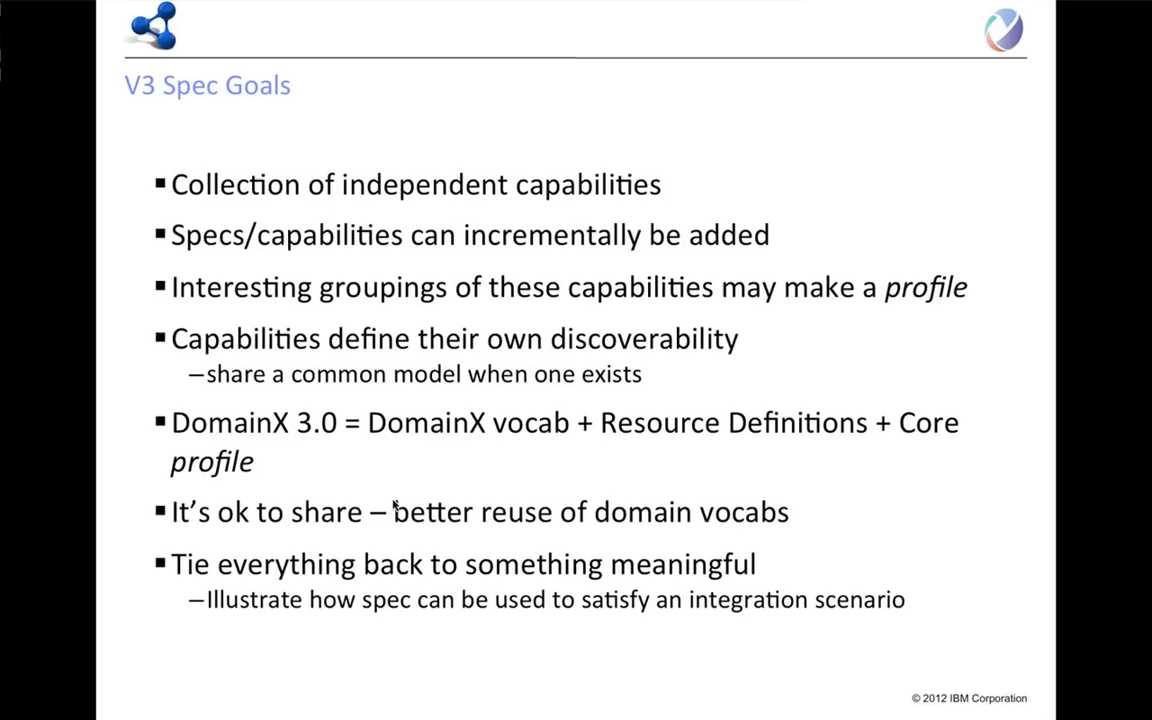 V3 Spec Goals
▪ Collection of independent capabilities
▪ Specs/capabilities can incrementally be added
▪ Interesting groupings of these capabilities may make a profile
▪ Capabilities define their own discoverability
–share a common model when one exists
▪ DomainX 3.0 = DomainX vocab + Resource Definitions + Core
profile
▪ It’s ok to share – better reuse of domain vocabs
▪ Tie everything back to something meaningful
–Illustrate how spec can be used to satisfy an integration scenario
© 2012 IBM Corporation